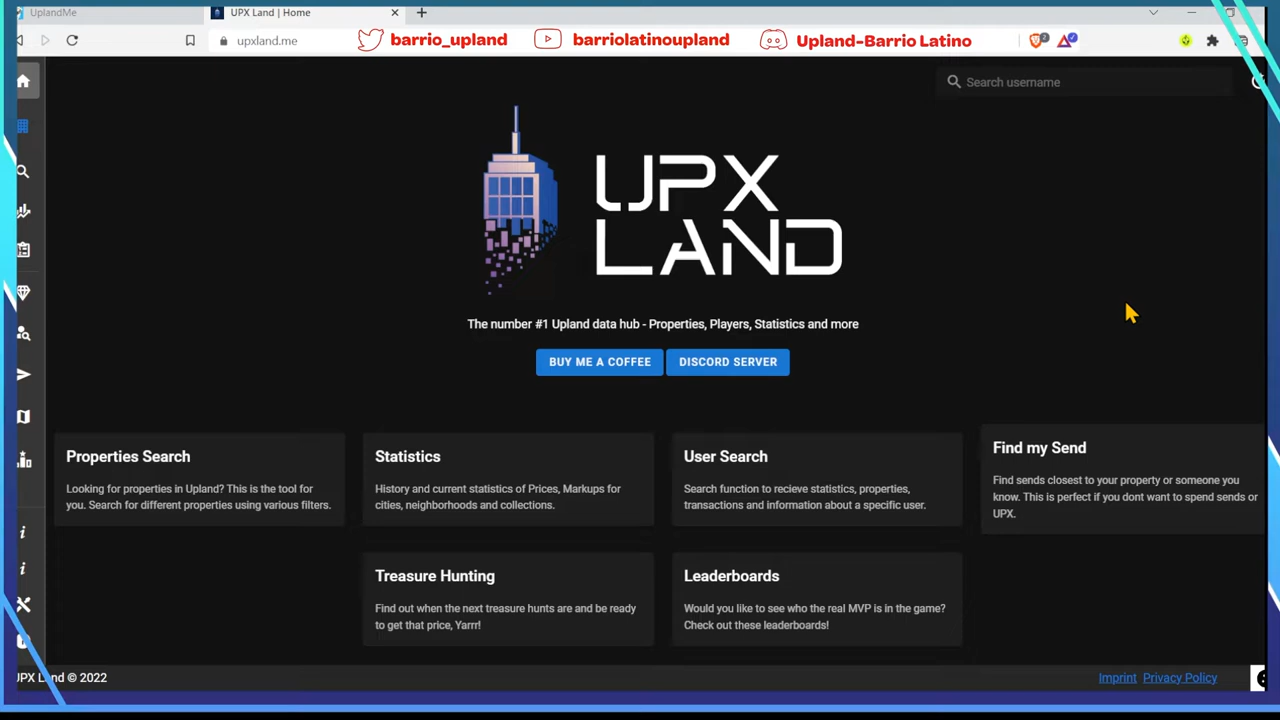 UplandMe
UPX Land | Home
upxland.me
barrio_upland
barriolatinoupland
Upland-Barrio Latino
Search username
UPX
LAND
The number #1 Upland data hub - Properties, Players, Statistics and more
BUY ME A COFFEE
DISCORD SERVER
Properties Search
Looking for properties in Upland? This is the tool for
you. Search for different properties using various filters.
Statistics
History and current statistics of Prices, Markups for
cities, neighborhoods and collections.
User Search
Search function to recieve statistics, properties,
transactions and information about a specific user.
Find my Send
Find sends closest to your property or someone you
know. This is perfect if you dont want to spend sends or
UPX.
Treasure Hunting
Find out when the next treasure hunts are and be ready
to get that price, Yarrr!
Leaderboards
Would you like to see who the real MVP is in the game?
Check out these leaderboards!
UPX Land © 2022
Imprint
Privacy Policy